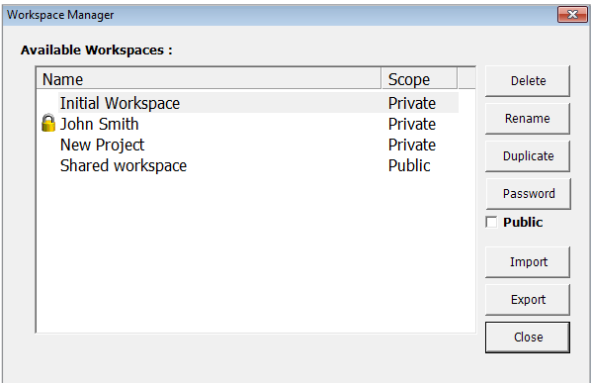 Workspace Manager
Available Workspaces :
Name Scope
Initial Workspace Private
John Smith Private
New Project Private
Shared workspace Public
Delete
Rename
Duplicate
Password
Public
Import
Export
Close